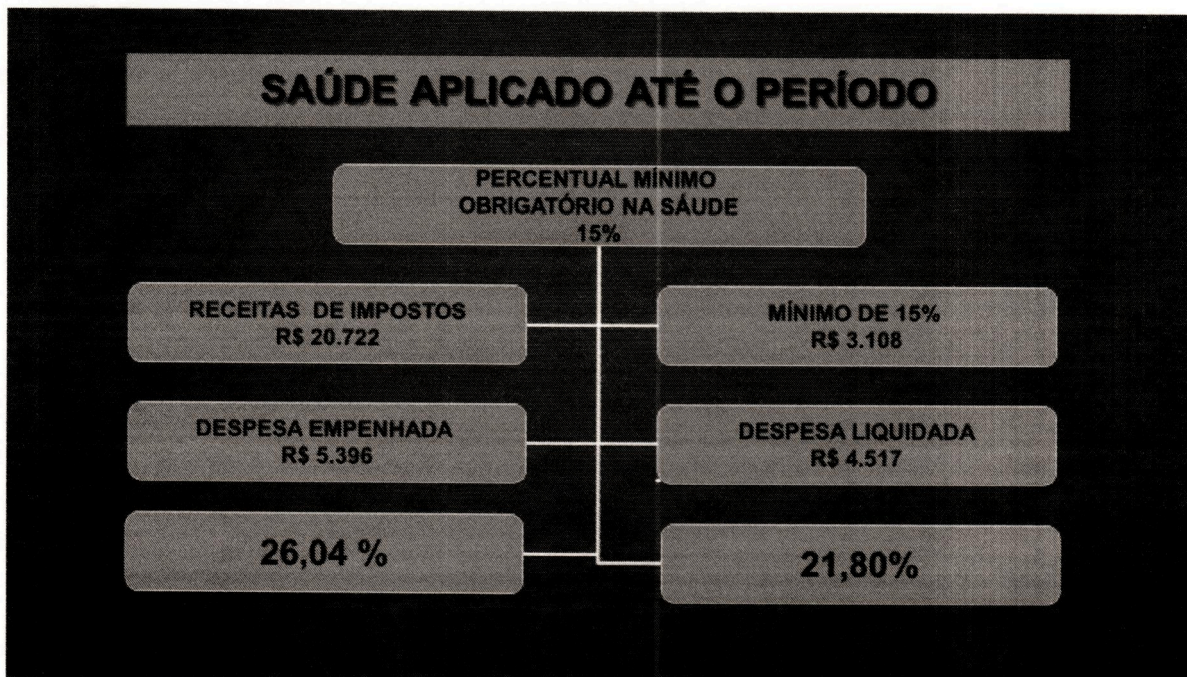 SAÚDE APLICADO ATÉ O PERÍODO
PERCENTUAL MÍNIMO
OBRIGATÓRIO NA SÁUDE
15%
RECEITAS DE IMPOSTOS
R$ 20.722
MÍNIMO DE 15%
R$ 3.108
DESPESA EMPENHADA
R$ 5.396
DESPESA LIQUIDADA
R$ 4.517
26,04 %
21,80%